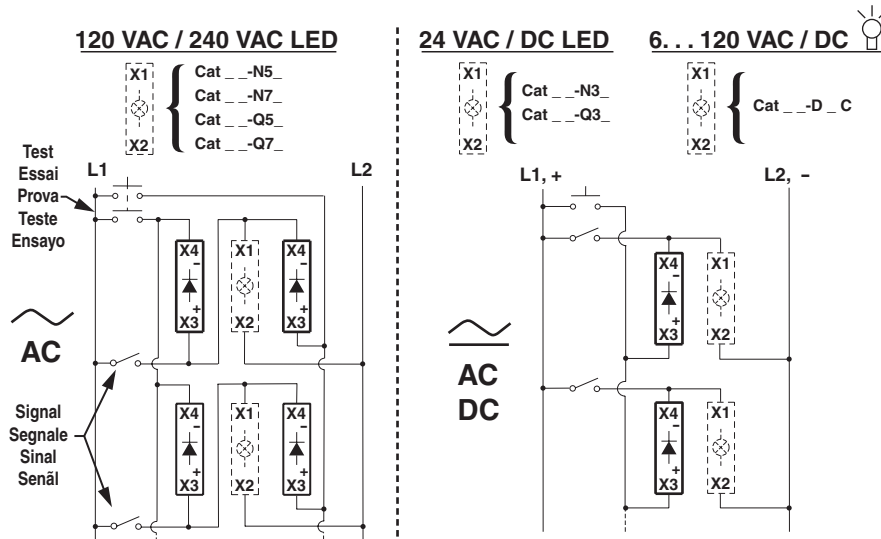 120 VAC / 240 VAC LED
X1
X2
Cat _ _-N5_
Cat _ _-N7_
Cat _ _-Q5_
Cat _ _-Q7_
Test
Essai
Prova
Teste
Ensayo
L1
L2
X4
–
+
X3
X1
X2
X4
–
+
X3
AC
Signal
Segnale
Sinal
Senãl
X4
–
+
X3
X1
X2
X4
–
+
X3
24 VAC / DC LED
X1
X2
Cat _ _-N3_
Cat _ _-Q3_
6. . . 120 VAC / DC
X1
X2
Cat _ _-D _ C
L1, +
L2, –
X4
–
+
X3
X1
X2
AC
DC
X4
–
+
X3
X1
X2